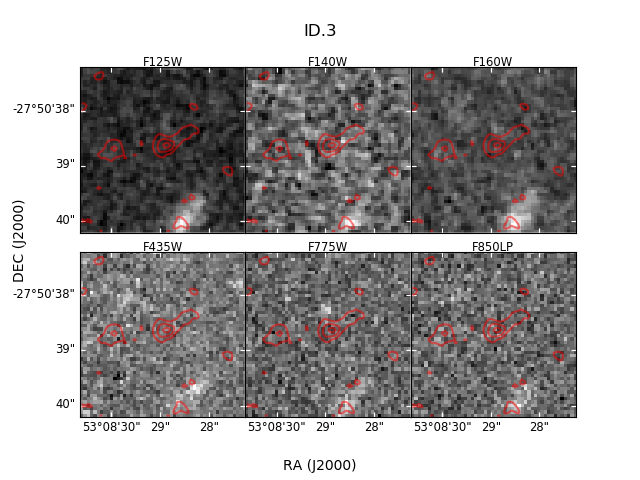 ID.3
F125W F140W F160W
-27°50'38"
39"
40"
F435W F775W F850LP
-27°50'38"
39"
40"
53°08'30" 29" 28" 53°08'30" 29" 28" 53°08'30" 29" 28"
DEC (J2000)
RA (J2000)